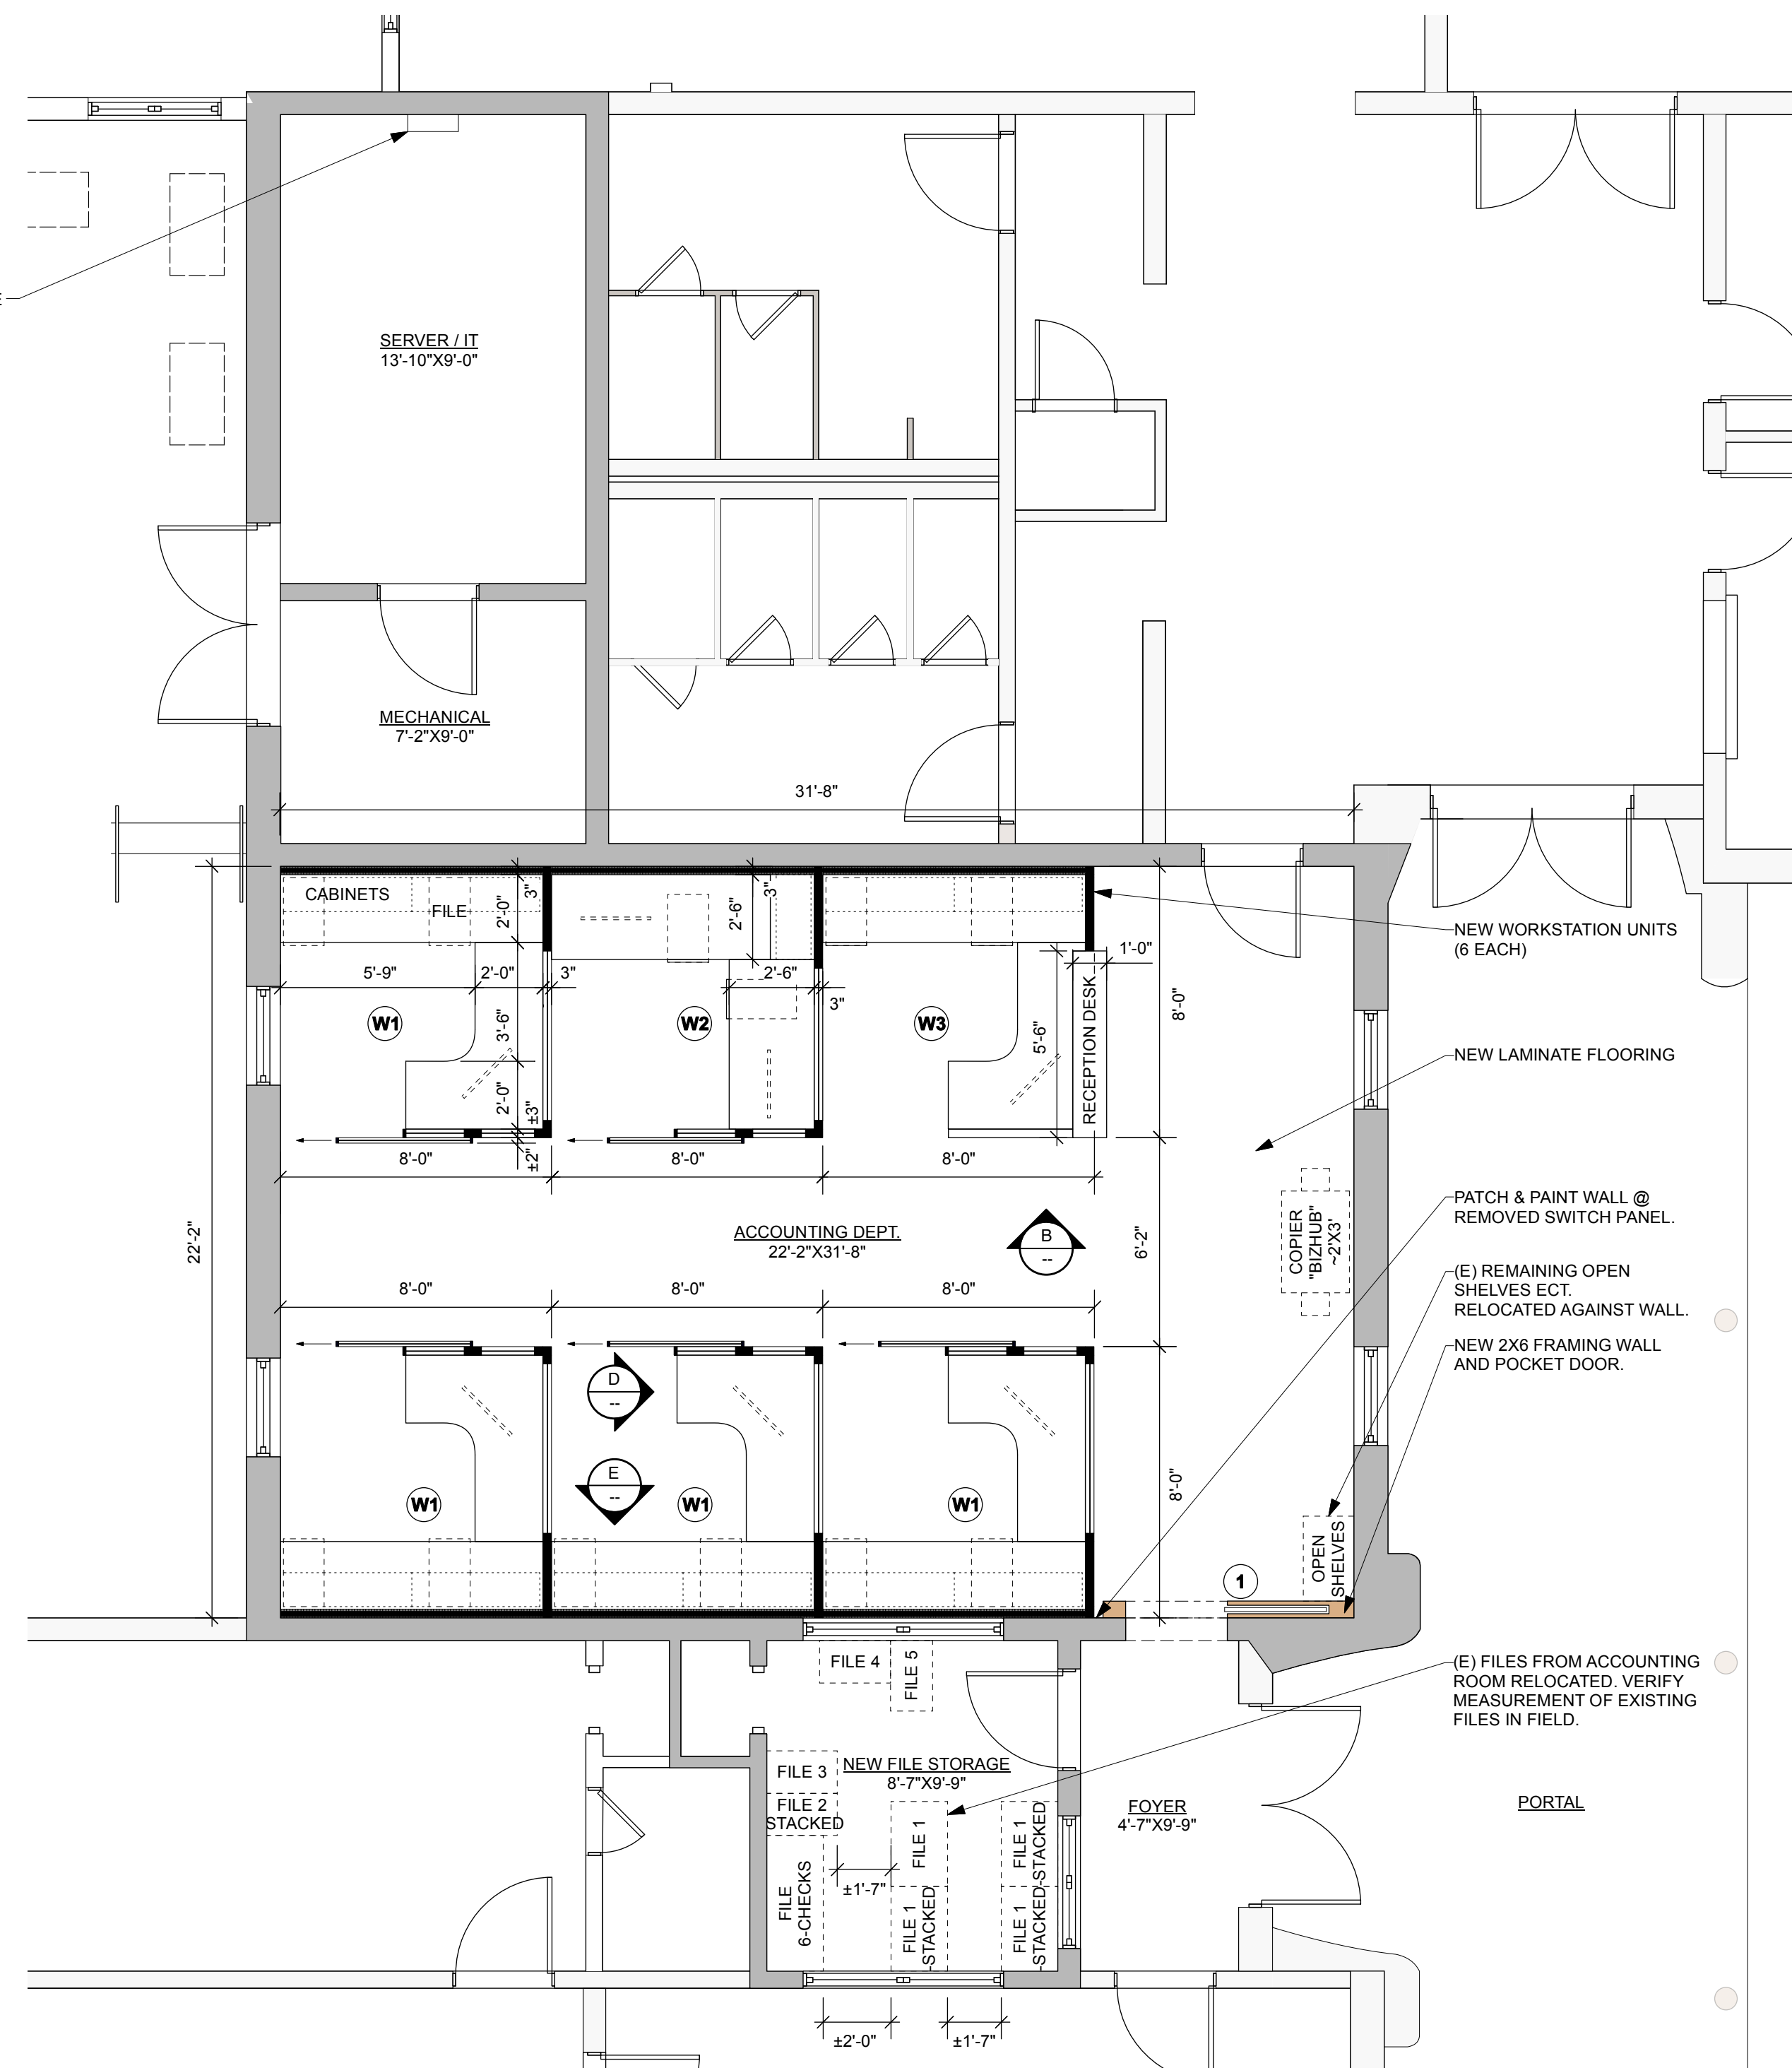 E
SERVER / IT
13'-10"X9'-0"
MECHANICAL
7'-2"X9'-0"
31'-8"
CABINETS
FILE
2'-0"
3"
2'-6"
3"
NEW WORKSTATION UNITS
(6 EACH)
1'-0"
5'-9"
2'-0"
3"
2'-6"
3"
8'-0"
W1
3'-6"
W2
W3
5'-6"
RECEPTION DESK
NEW LAMINATE FLOORING
2'-0"
±3"
±2"
8'-0"
8'-0"
8'-0"
22'-2"
ACCOUNTING DEPT.
22'-2"X31'-8"
B
--
6'-2"
COPIER
"BIZHUB"
~2'X3'
PATCH & PAINT WALL @
REMOVED SWITCH PANEL.
(E) REMAINING OPEN
SHELVES ECT.
RELOCATED AGAINST WALL.
NEW 2X6 FRAMING WALL
AND POCKET DOOR.
8'-0"
8'-0"
8'-0"
D
--
E
--
8'-0"
W1
W1
W1
OPEN
SHELVES
1
FILE 4
FILE 5
(E) FILES FROM ACCOUNTING
ROOM RELOCATED. VERIFY
MEASUREMENT OF EXISTING
FILES IN FIELD.
FILE 3
NEW FILE STORAGE
8'-7"X9'-9"
FILE 2
STACKED
FILE 1
FILE 1
-STACKED
FOYER
4'-7"X9'-9"
PORTAL
±1'-7"
FILE
6-CHECKS
FILE 1
-STACKED
FILE 1
-STACKED
±2'-0"
±1'-7"